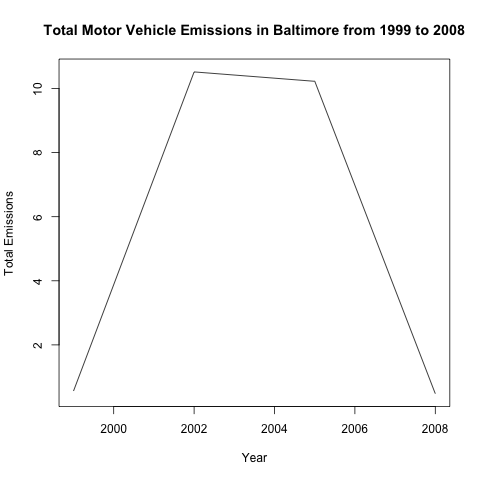 Total Motor Vehicle Emissions in Baltimore from 1999 to 2008
10
8
6
4
2
Total Emissions
2000 2002 2004 2006 2008
Year